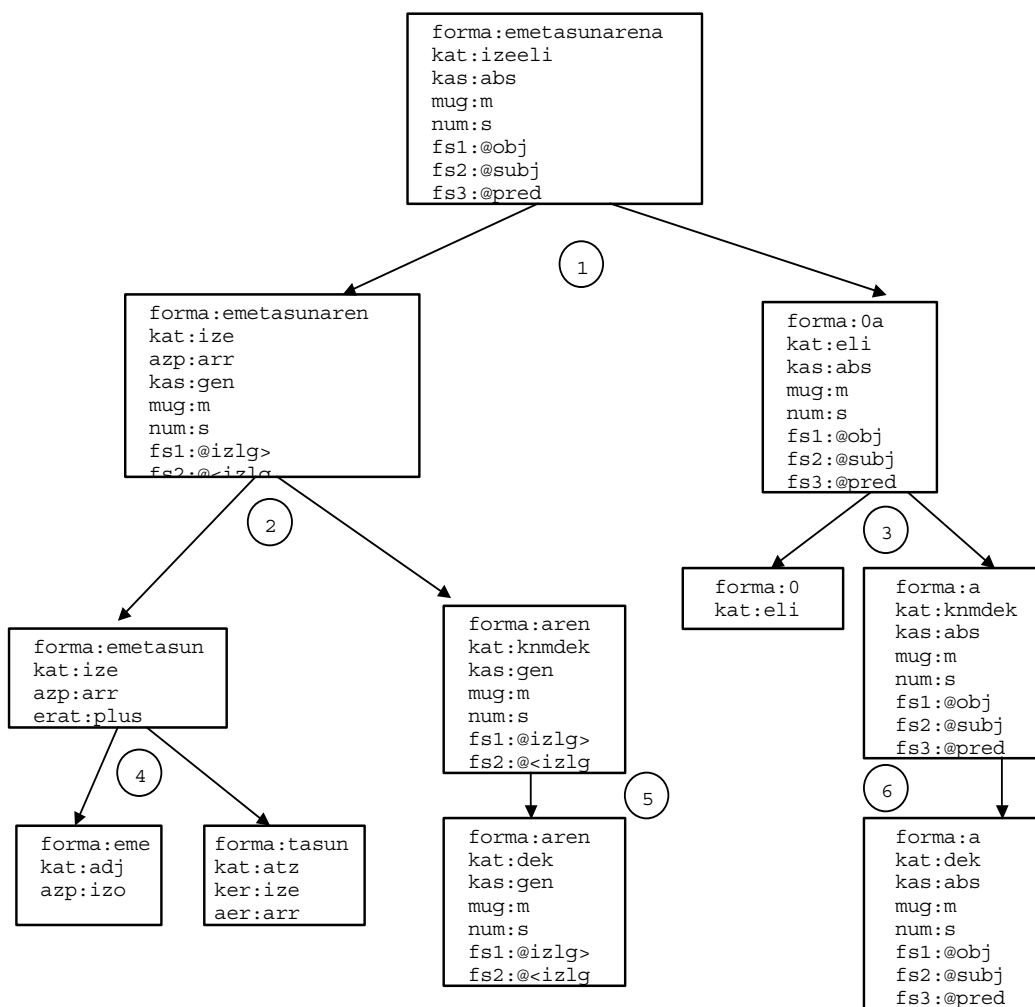 forma:emetasunarena
kat:izeeli
kas:abs
mug:m
num:s
fs1:@obj
fs2:@subj
fs3:@pred
1
forma:emetasunaren
kat:ize
azp:arr
kas:gen
mug:m
num:s
fs1:@izlg>
fs2:@<izlg
forma:0a
kat:eli
kas:abs
mug:m
num:s
fs1:@obj
fs2:@subj
fs3:@pred
2
3
forma:emetasun
kat:ize
azp:arr
erat:plus
forma:aren
kat:knmdek
kas:gen
mug:m
num:s
fs1:@izlg>
fs2:@<izlg
forma:0
kat:eli
forma:a
kat:knmdek
kas:abs
mug:m
num:s
fs1:@obj
fs2:@subj
fs3:@pred
4
5
6
forma:eme
kat:adj
azp:izo
forma:tasun
kat:atz
ker:ize
aer:arr
forma:aren
kat:dek
kas:gen
mug:m
num:s
fs1:@izlg>
fs2:@<izlg
forma:a
kat:dek
kas:abs
mug:m
num:s
fs1:@obj
fs2:@subj
fs3:@pred